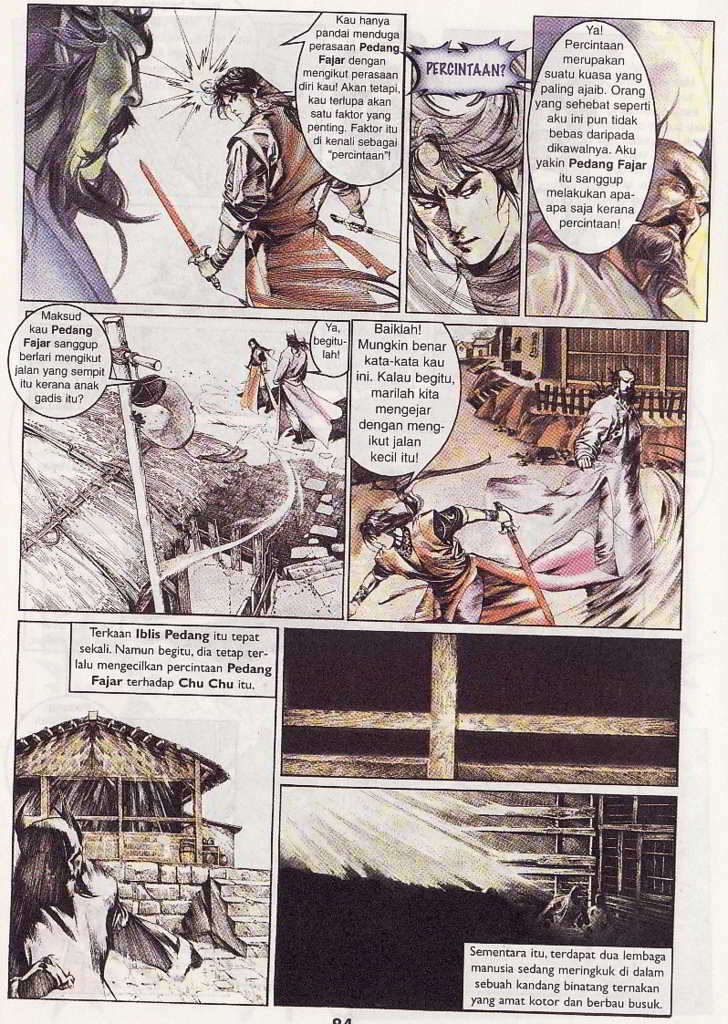 Kau hanya
pandai menduga
perasaan Pedang
Fajar dengan
mengikut perasaan
diri kau! Akan tetapi,
kau terlupa akan
satu faktor yang
penting. Faktor itu
di kenali sebagai
"percintaan"!
PERCINTAAN?
Ya!
Percintaan
merupakan
suatu kuasa yang
paling ajaib. Orang
yang sehebat seperti
aku ini pun tidak
bebas daripada
dikawalnya. Aku
yakin Pedang Fajar
itu sanggup
melakukan apa-
apa saja kerana
percintaan!
Maksud
kau Pedang
Fajar sanggup
berlari mengikut
jalan yang sempit
itu kerana anak
gadis itu?
Ya,
begitu-
lah!
Baiklah!
Mungkin benar
kata-kata kau
ini. Kalau begitu,
marilah kita
mengejar
dengan meng-
ikut jalan
kecil itu!
Terkaan Iblis Pedang itu tepat
sekali. Namun begitu, dia tetap ter-
lalu mengecilkan percintaan Pedang
Fajar terhadap Chu Chu itu.
Sementara itu, terdapat dua lembaga
manusia sedang meringkuk di dalam
sebuah kandang binatang ternakan
yang amat kotor dan berbau busuk.
84